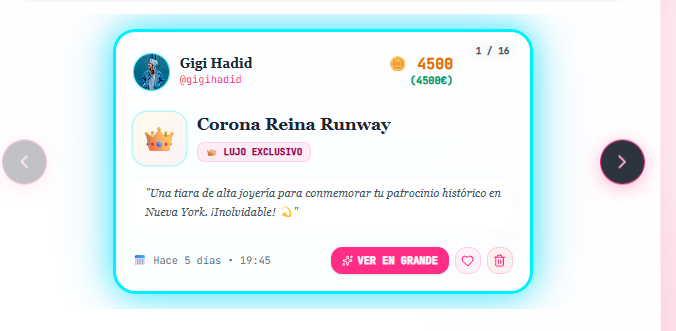 1 / 16
Gigi Hadid
@gigihadid
4500
(4500€)
Corona Reina Runway
LUJO EXCLUSIVO
"Una tiara de alta joyería para conmemorar tu patrocinio histórico en
Nueva York. ¡Inolvidable! 💫"
Hace 5 días • 19:45
VER EN GRANDE